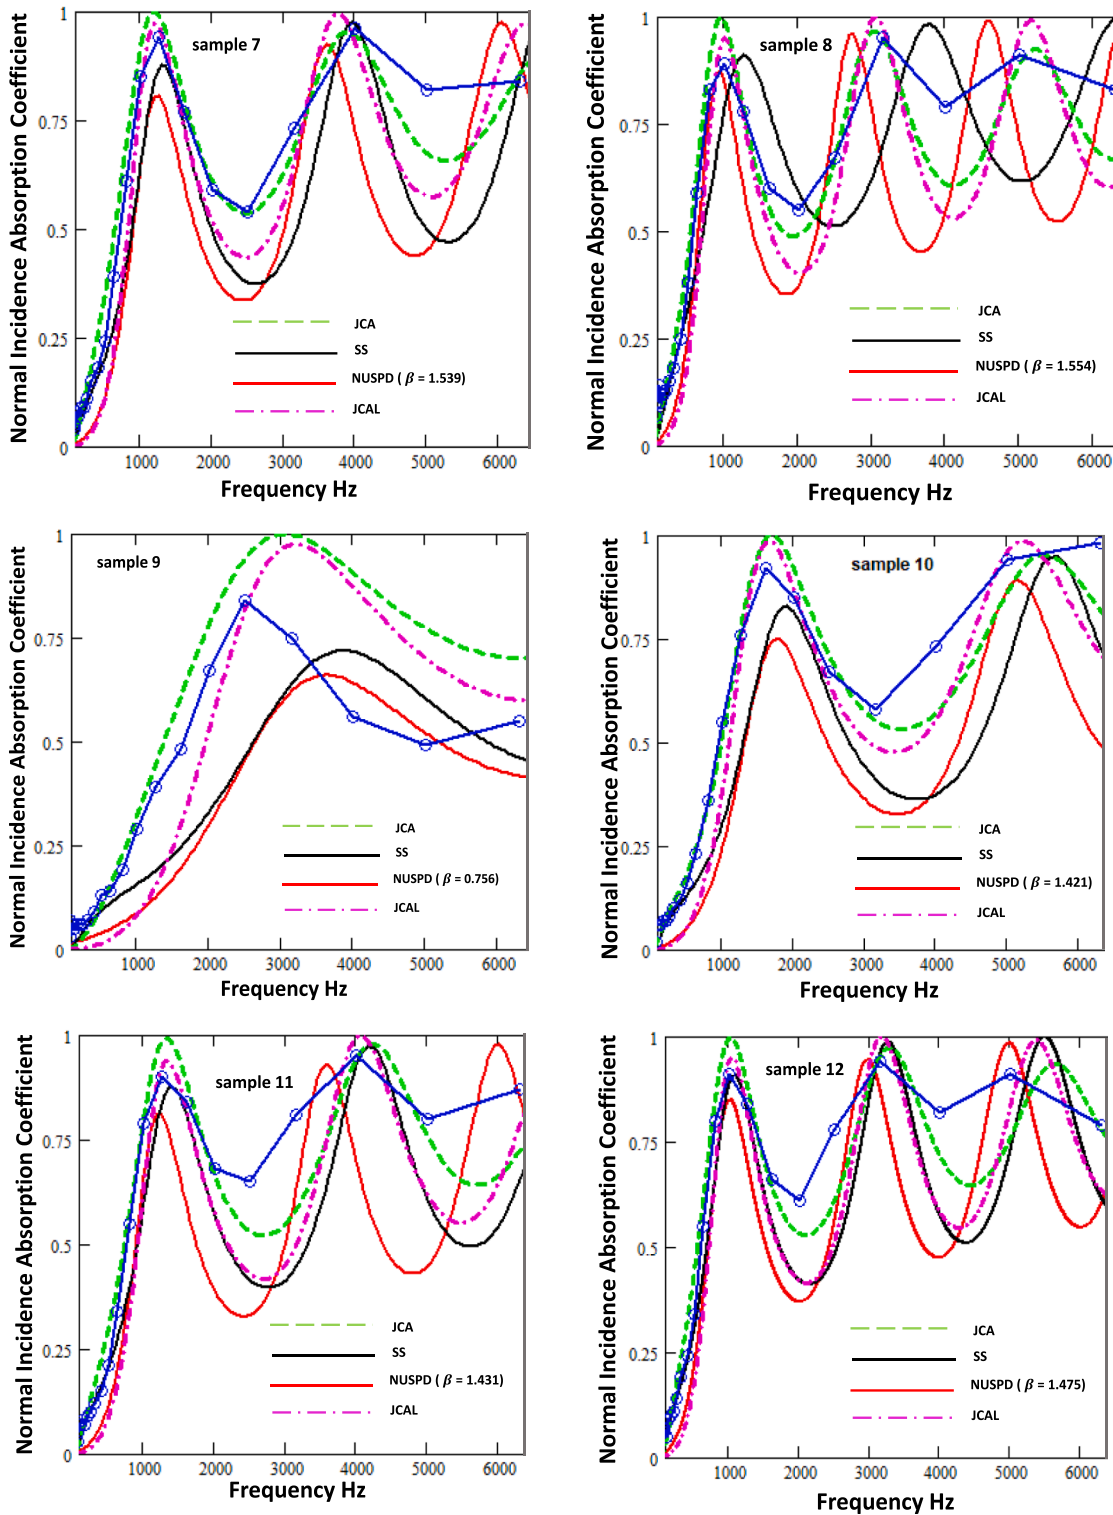 Normal Incidence Absorption Coefficient
sample 7
1
0.75
0.5
0.25
0
JCA
SS
NUSPD ( β = 1.539)
JCAL
1000 2000 3000 4000 5000 6000
Frequency Hz
Normal Incidence Absorption Coefficient
sample 8
1
0.75
0.5
0.25
0
JCA
SS
NUSPD ( β = 1.554)
JCAL
1000 2000 3000 4000 5000 6000
Frequency Hz
Normal Incidence Absorption Coefficient
sample 9
1
0.75
0.5
0.25
0
JCA
SS
NUSPD ( β = 0.756)
JCAL
1000 2000 3000 4000 5000 6000
Frequency Hz
Normal Incidence Absorption Coefficient
sample 10
1
0.75
0.5
0.25
0
JCA
SS
NUSPD ( β = 1.421)
JCAL
1000 2000 3000 4000 5000 6000
Frequency Hz
Normal Incidence Absorption Coefficient
sample 11
1
0.75
0.5
0.25
0
JCA
SS
NUSPD ( β = 1.431)
JCAL
1000 2000 3000 4000 5000 6000
Frequency Hz
Normal Incidence Absorption Coefficient
sample 12
1
0.75
0.5
0.25
0
JCA
SS
NUSPD ( β = 1.475)
JCAL
1000 2000 3000 4000 5000 6000
Frequency Hz